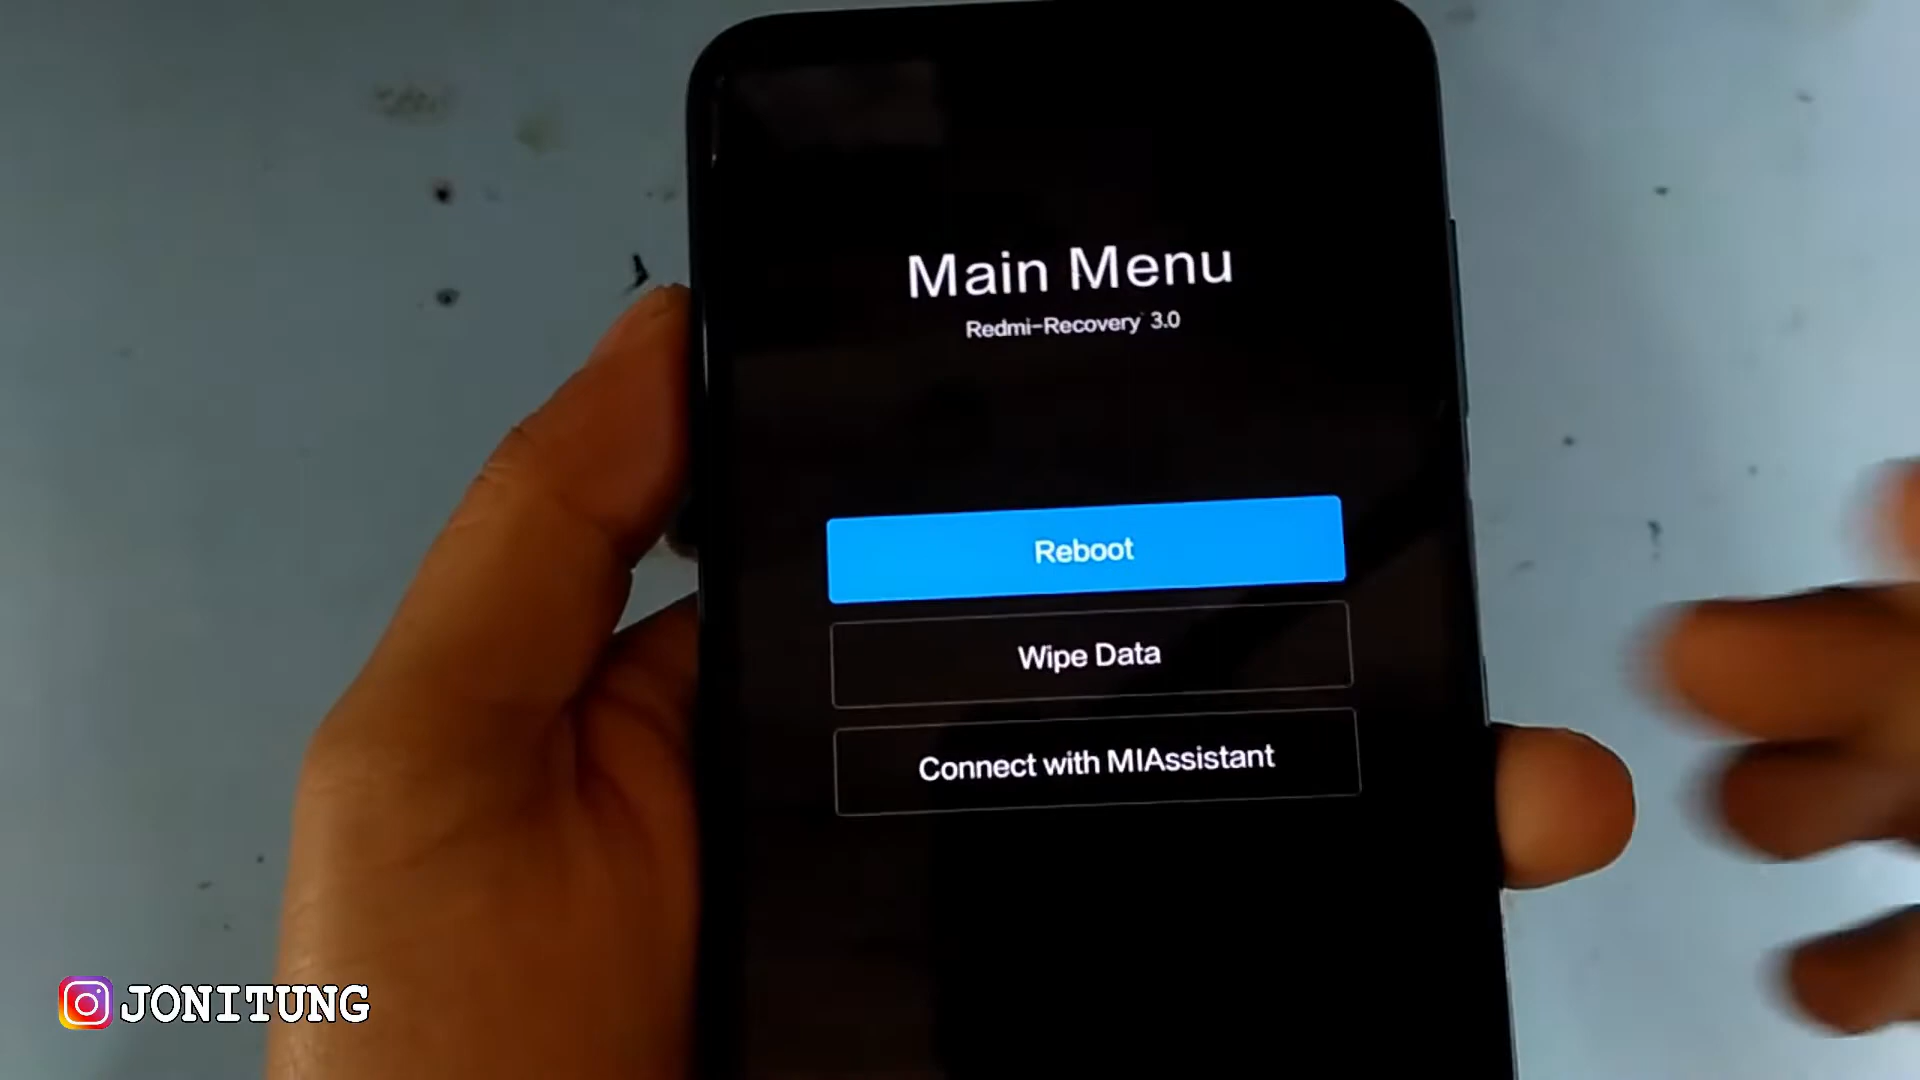 Main Menu
Redmi-Recovery 3.0
Reboot
Wipe Data
Connect with MIAssistant
JONITUNG